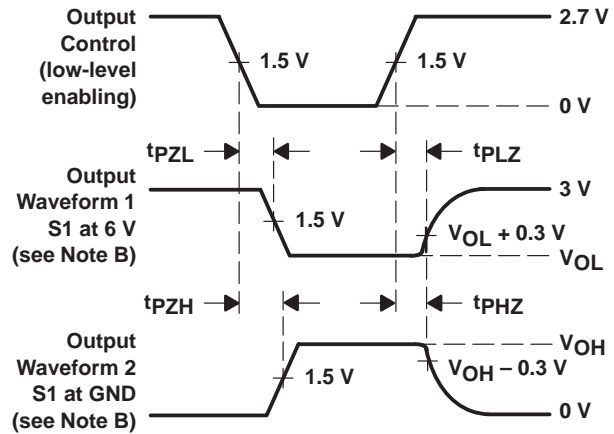 Output
Control
(low-level
enabling)
2.7 V
1.5 V
1.5 V
0 V
tPZL
tPLZ
Output
Waveform 1
S1 at 6 V
(see Note B)
3 V
1.5 V
VOL + 0.3 V
VOL
tPZH
tPHZ
Output
Waveform 2
S1 at GND
(see Note B)
VOH
VOH – 0.3 V
1.5 V
0 V